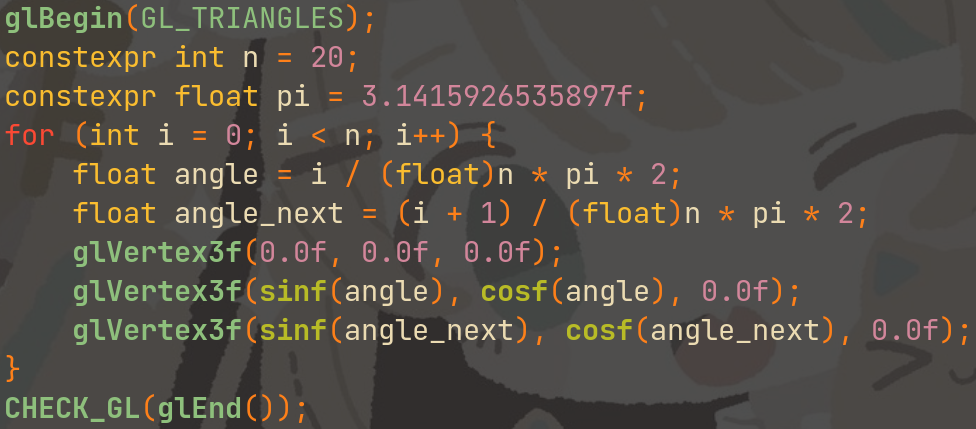 glBegin(GL_TRIANGLES);
constexpr int n = 20;
constexpr float pi = 3.1415926535897f;
for (int i = 0; i < n; i++) {
    float angle = i / (float)n * pi * 2;
    float angle_next = (i + 1) / (float)n * pi * 2;
    glVertex3f(0.0f, 0.0f, 0.0f);
    glVertex3f(sinf(angle), cosf(angle), 0.0f);
    glVertex3f(sinf(angle_next), cosf(angle_next), 0.0f);
}
CHECK_GL(glEnd());